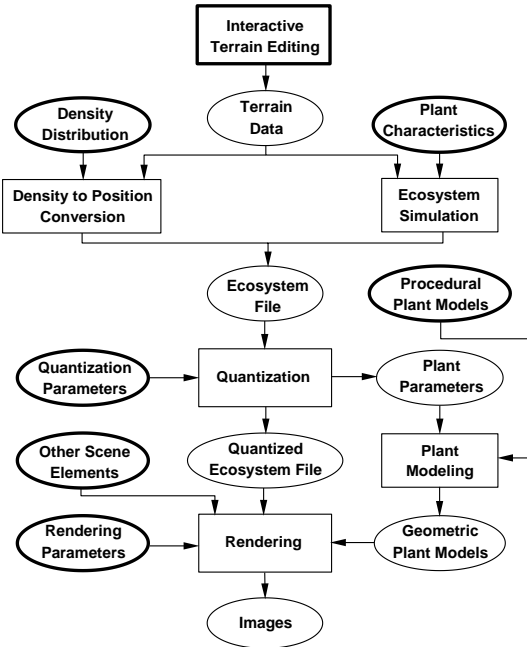 Interactive
Terrain Editing
Density
Distribution
Terrain
Data
Plant
Characteristics
Density to Position
Conversion
Ecosystem
Simulation
Ecosystem
File
Procedural
Plant Models
Quantization
Parameters
Quantization
Plant
Parameters
Other Scene
Elements
Quantized
Ecosystem File
Plant
Modeling
Rendering
Parameters
Rendering
Geometric
Plant Models
Images